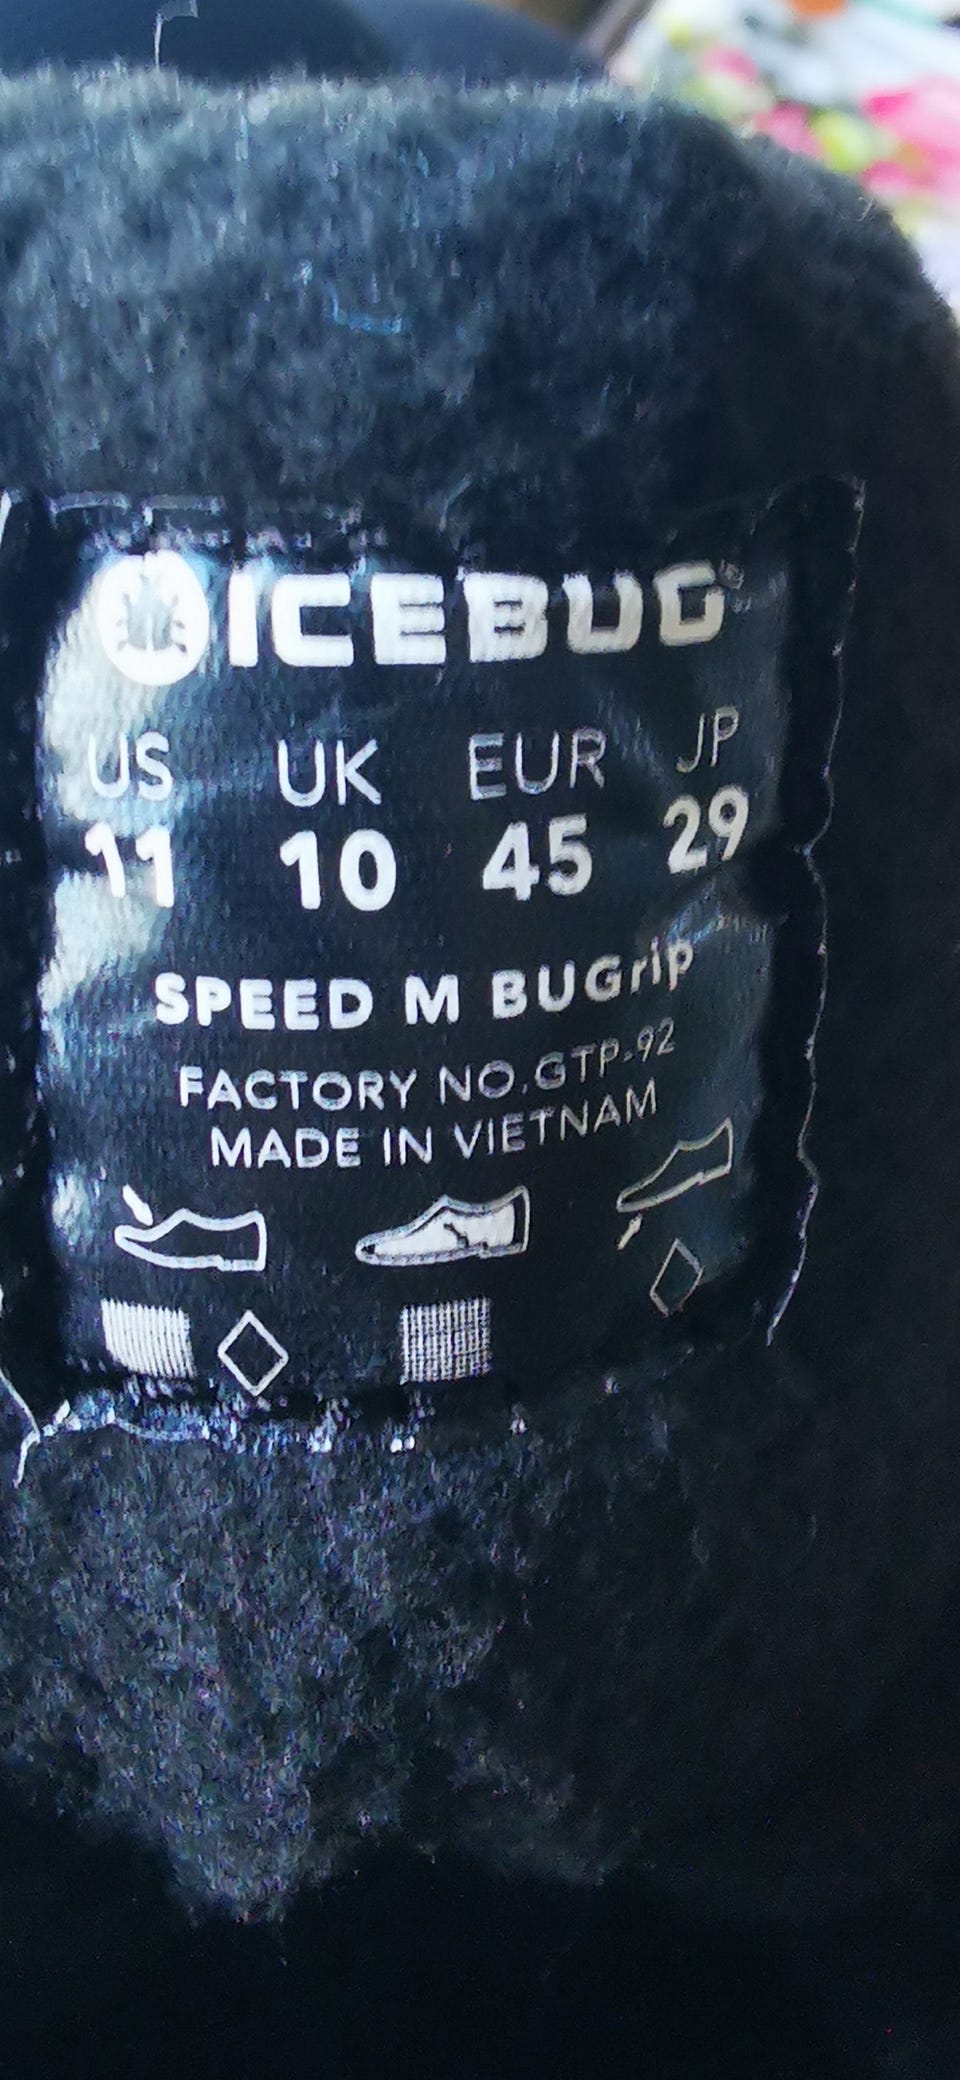 ICEBUG®
US UK EUR JP
11 10 45 29
SPEED M BUGrip
FACTORY NO.GTP-92
MADE IN VIETNAM